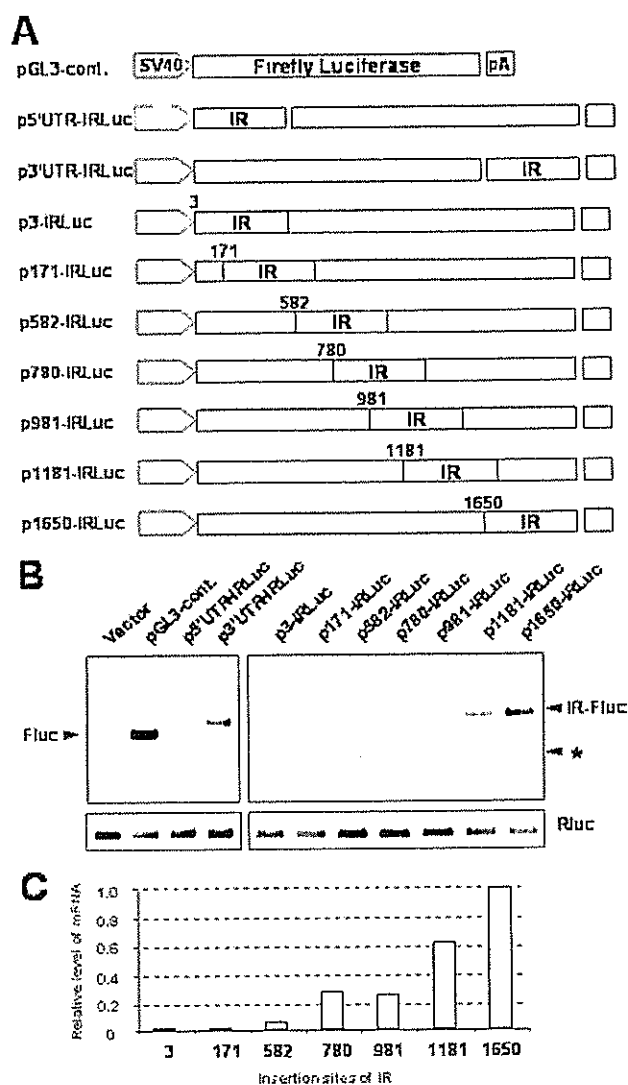 A
pGL3-cont.
SV40
Firefly Luciferase
pA
p5'UTR-IRLuc
IR
p3'UTR-IRLuc
IR
3
p3-IRLuc
IR
171
p171-IRLuc
IR
582
p582-IRLuc
IR
780
p780-IRLuc
IR
981
p981-IRLuc
IR
1181
p1181-IRLuc
IR
1650
p1650-IRLuc
IR
B
Vector
pGL3-cont.
p5'UTR-IRLuc
p3'UTR-IRLuc
p3-IRLuc
p171-IRLuc
p582-IRLuc
p780-IRLuc
p981-IRLuc
p1181-IRLuc
p1650-IRLuc
Fluc
IR-Fluc
*
Rluc
C
Relative level of mRNA
1.0
0.8
0.6
0.4
0.2
0
3 171 582 780 981 1181 1650
Insertion sites of IR